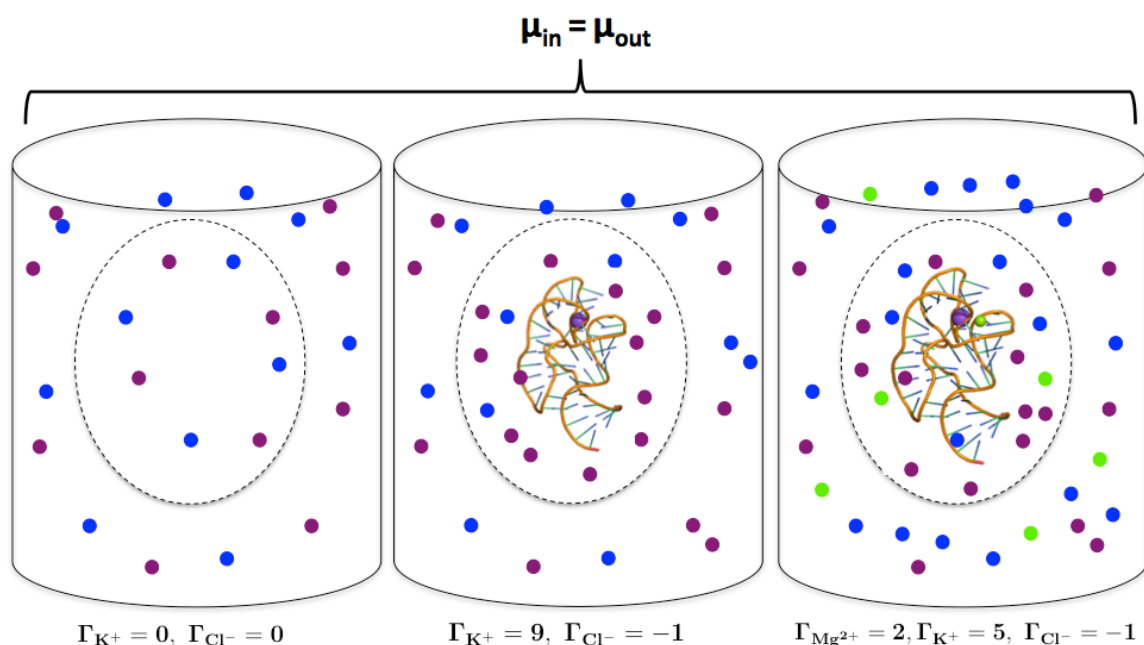 μin = μout
ΓK+ = 0, ΓCl− = 0
ΓK+ = 9, ΓCl− = −1
ΓMg2+ = 2, ΓK+ = 5, ΓCl− = −1